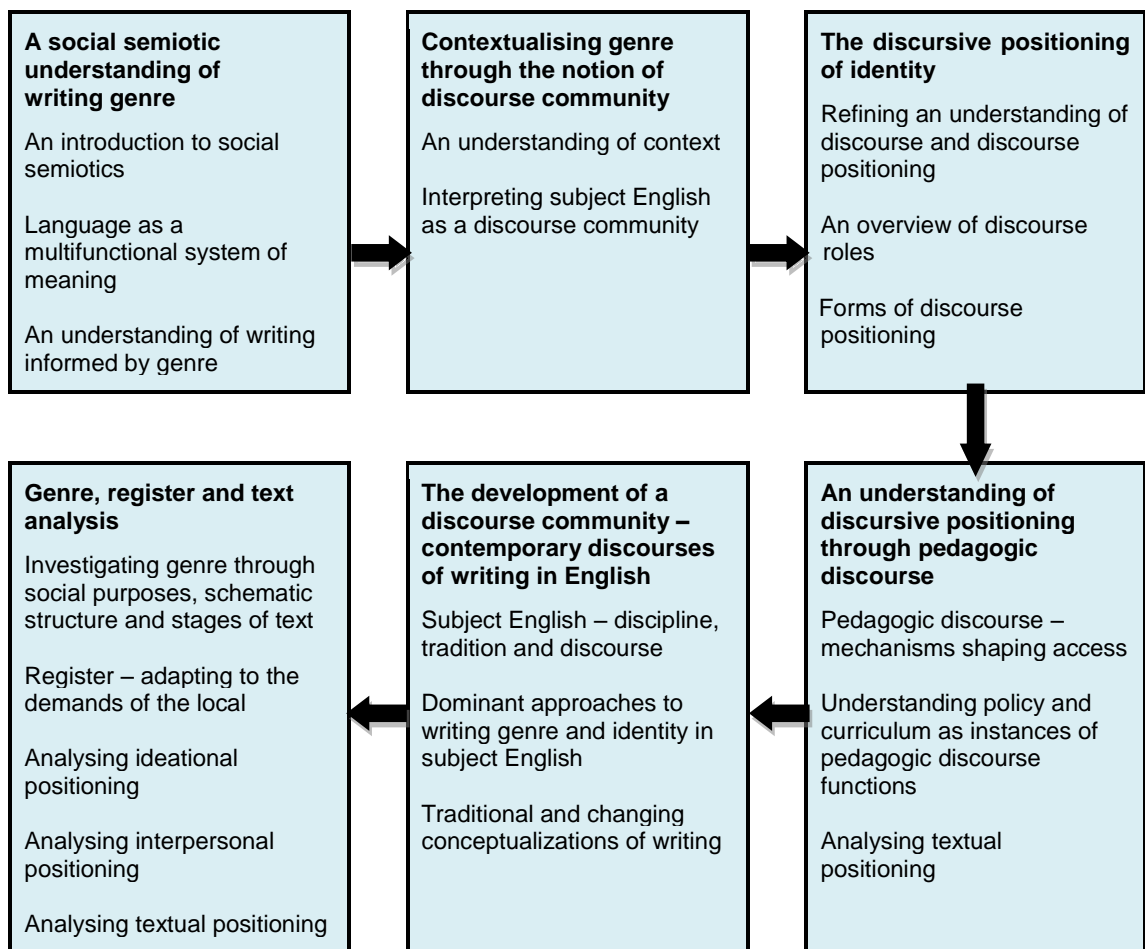 A social semiotic
understanding of
writing genre
An introduction to social
semiotics
Language as a
multifunctional system of
meaning
An understanding of writing
informed by genre
Contextualising genre
through the notion of
discourse community
An understanding of context
Interpreting subject English
as a discourse community
The discursive positioning
of identity
Refining an understanding of
discourse and discourse
positioning
An overview of discourse
roles
Forms of discourse
positioning
An understanding of
discursive positioning
through pedagogic
discourse
Pedagogic discourse –
mechanisms shaping access
Understanding policy and
curriculum as instances of
pedagogic discourse
functions
Analysing textual
positioning
The development of a
discourse community –
contemporary discourses
of writing in English
Subject English – discipline,
tradition and discourse
Dominant approaches to
writing genre and identity in
subject English
Traditional and changing
conceptualizations of writing
Genre, register and text
analysis
Investigating genre through
social purposes, schematic
structure and stages of text
Register – adapting to the
demands of the local
Analysing ideational
positioning
Analysing interpersonal
positioning
Analysing textual positioning